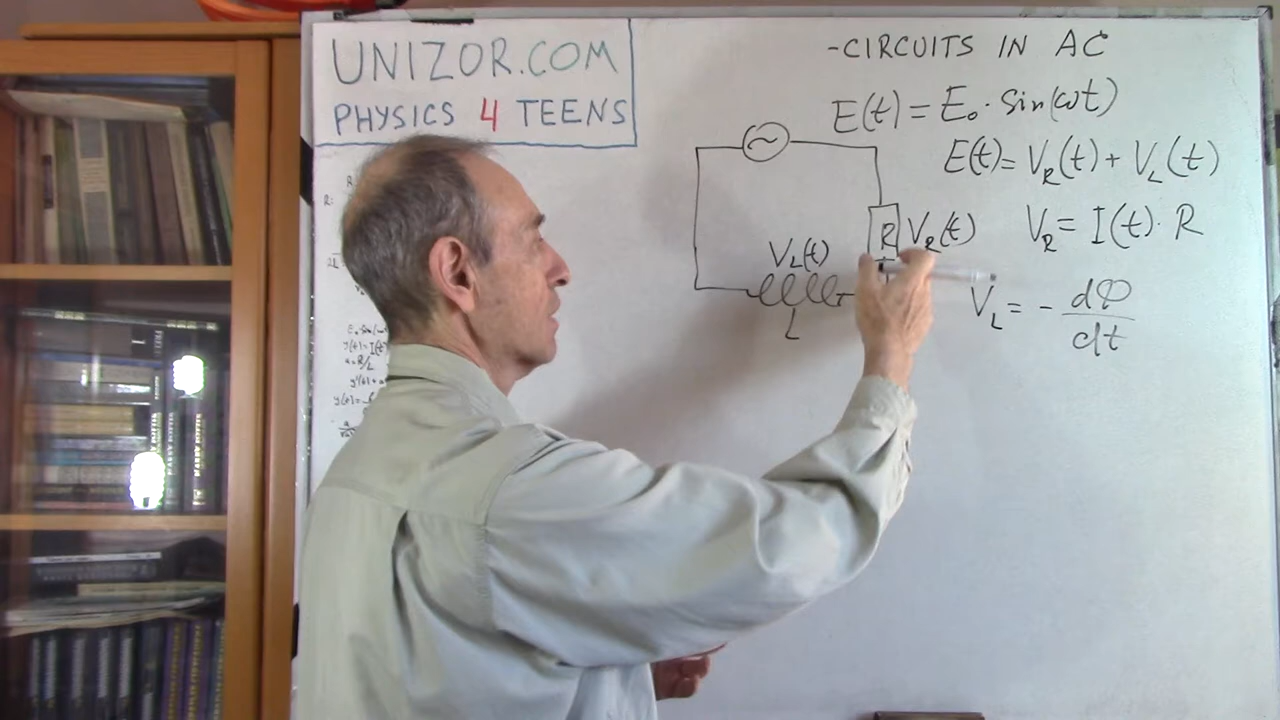 UNIZOR.COM
PHYSICS 4 TEENS
-CIRCUITS IN AC
E(t) = E₀ · sin(ωt)
E(t) = V_R(t) + V_L(t)
R V_R(t)
V_R = I(t) · R
V_L(t)
L
V_L = - dΦ/dt